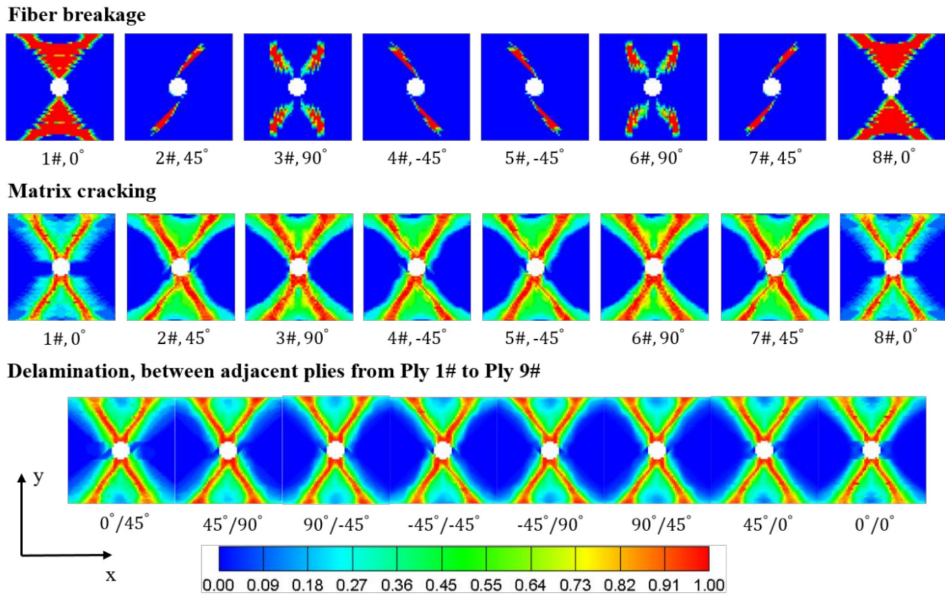 Fiber breakage
1#, 0° 2#, 45° 3#, 90° 4#, -45° 5#, -45° 6#, 90° 7#, 45° 8#, 0°
Matrix cracking
1#, 0° 2#, 45° 3#, 90° 4#, -45° 5#, -45° 6#, 90° 7#, 45° 8#, 0°
Delamination, between adjacent plies from Ply 1# to Ply 9#
y
0°/45° 45°/90° 90°/-45° -45°/-45° -45°/90° 90°/45° 45°/0° 0°/0°
x
0.00 0.09 0.18 0.27 0.36 0.45 0.55 0.64 0.73 0.82 0.91 1.00